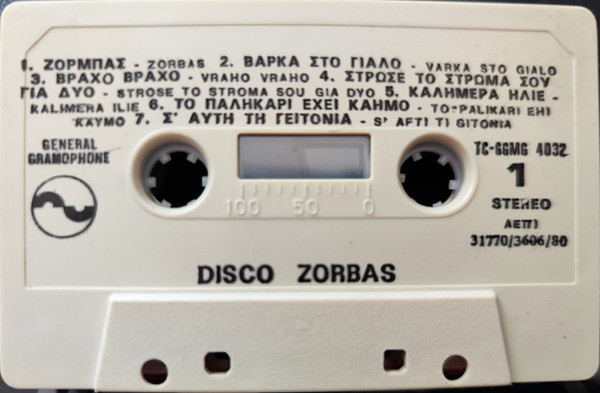 1. ΖΟΡΜΠΑΣ - ZORBAS 2. ΒΑΡΚΑ ΣΤΟ ΓΙΑΛΟ - VARKA STO GIALO
3. ΒΡΑΧΟ ΒΡΑΧΟ - VRAHO VRAHO 4. ΣΤΡΩΣΕ ΤΟ ΣΤΡΩΜΑ ΣΟΥ
ΓΙΑ ΔΥΟ - STROSE TO STROMA SOU GIA DYO 5. ΚΑΛΗΜΕΡΑ ΗΛΙΕ -
KALIMERA ILIE 6. ΤΟ ΠΑΛΗΚΑΡΙ ΕΧΕΙ ΚΑΗΜΟ - TO PALIKARI EHI
KAYMO 7. Σ' ΑΥΤΗ ΤΗ ΓΕΙΤΟΝΙΑ - S' AFTI TI GITONIA
GENERAL
GRAMOPHONE
TC-GGMG 4032
1
STEREO
ΑΕΠΙ
31770/3606/80
100 50 0
DISCO ZORBAS